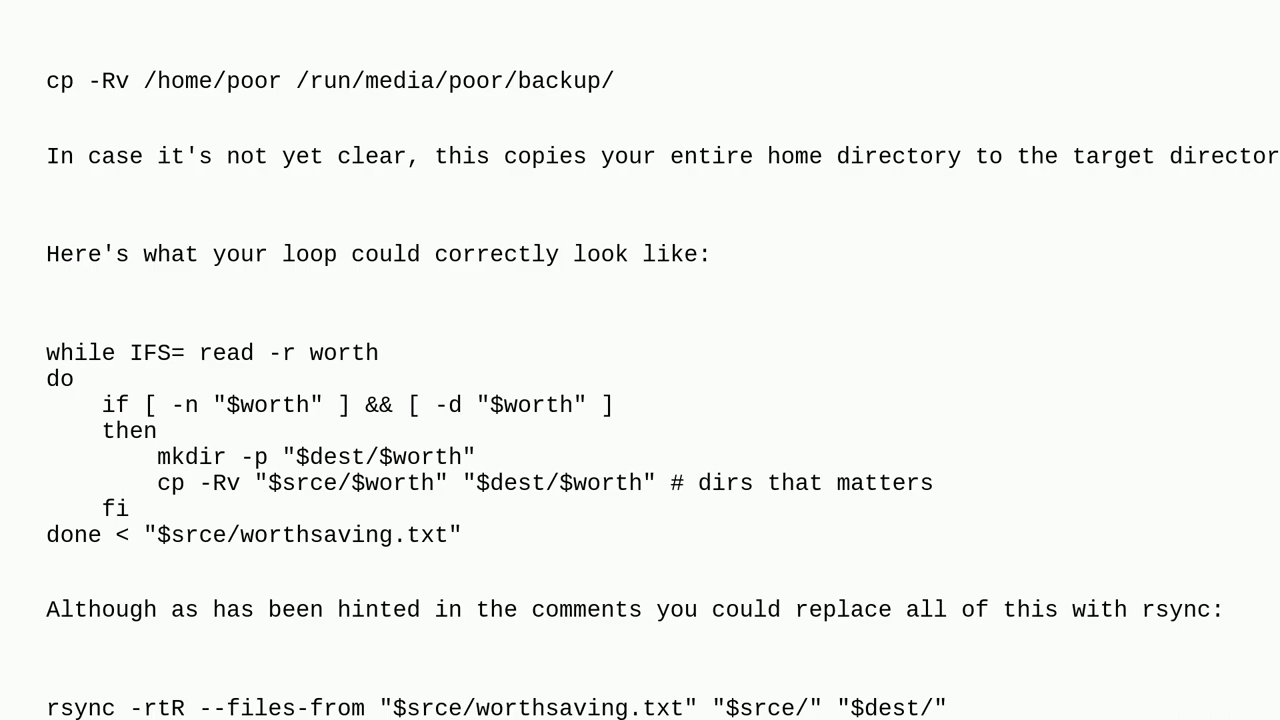 cp -Rv /home/poor /run/media/poor/backup/
In case it's not yet clear, this copies your entire home directory to the target director
Here's what your loop could correctly look like:
while IFS= read -r worth
do
    if [ -n "$worth" ] && [ -d "$worth" ]
    then
        mkdir -p "$dest/$worth"
        cp -Rv "$srce/$worth" "$dest/$worth" # dirs that matters
    fi
done < "$srce/worthsaving.txt"
Although as has been hinted in the comments you could replace all of this with rsync:
rsync -rtR --files-from "$srce/worthsaving.txt" "$srce/" "$dest/"